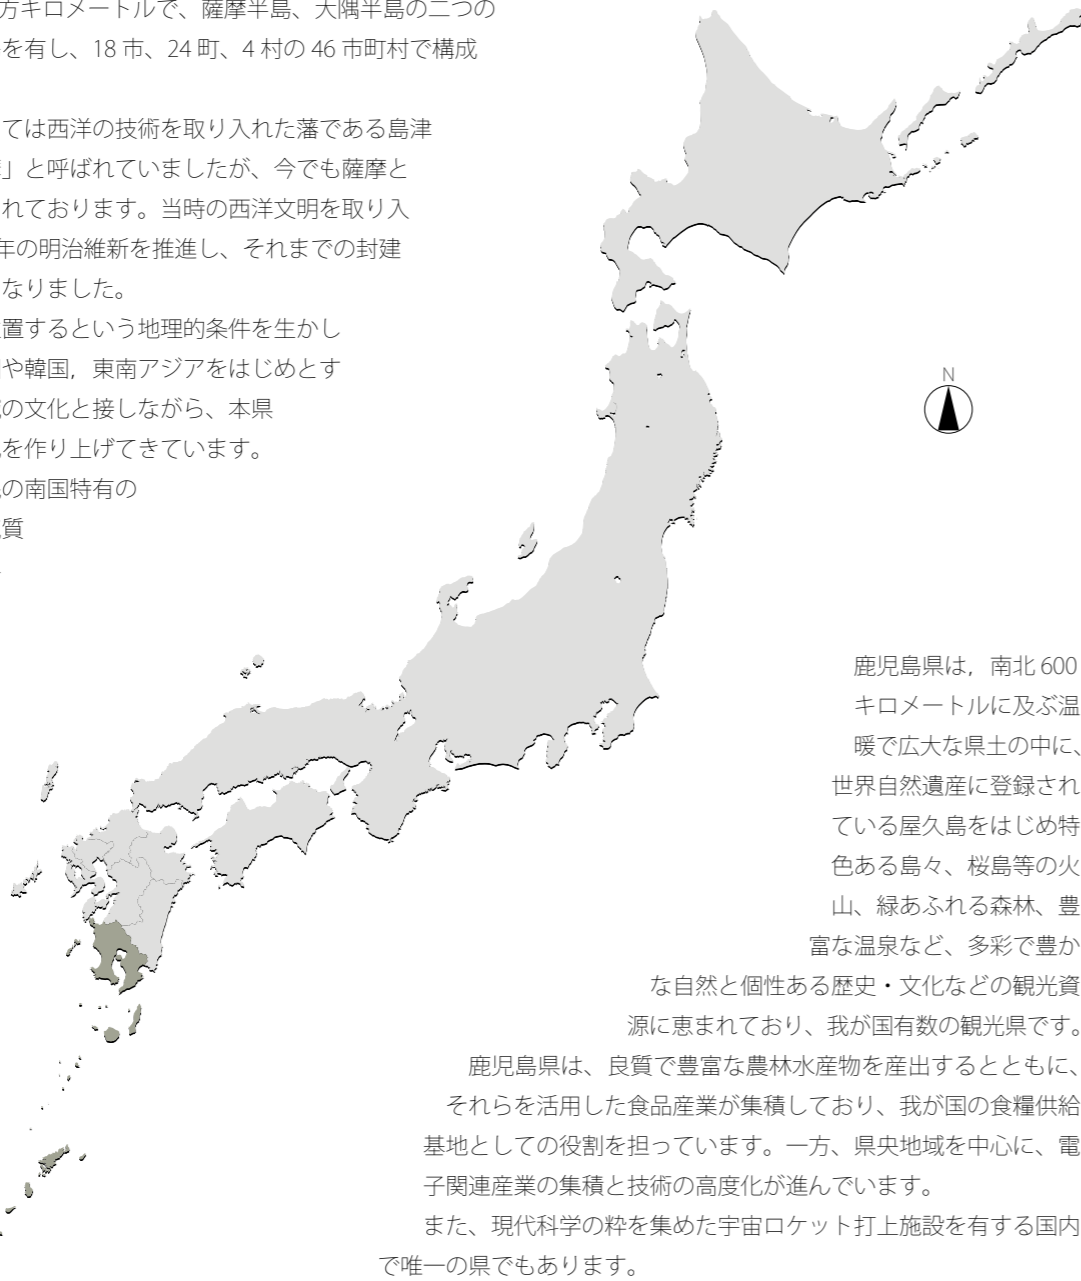 方キロメートルで、薩摩半島、大隅半島の二つの
を有し、18 市、24 町、4 村の 46 市町村で構成
ては西洋の技術を取り入れた藩である島津
」と呼ばれていましたが、今でも薩摩と
れております。当時の西洋文明を取り入
年の明治維新を推進し、それまでの封建
なりました。
置するという地理的条件を生かし
や韓国，東南アジアをはじめとす
の文化と接しながら、本県
を作り上げてきています。
の南国特有の
質
N
鹿児島県は，南北 600
キロメートルに及ぶ温
暖で広大な県土の中に、
世界自然遺産に登録され
ている屋久島をはじめ特
色ある島々、桜島等の火
山、緑あふれる森林、豊
富な温泉など、多彩で豊か
な自然と個性ある歴史・文化などの観光資
源に恵まれており、我が国有数の観光県です。
鹿児島県は、良質で豊富な農林水産物を産出するとともに、
それらを活用した食品産業が集積しており、我が国の食糧供給
基地としての役割を担っています。一方、県央地域を中心に、電
子関連産業の集積と技術の高度化が進んでいます。
また、現代科学の粋を集めた宇宙ロケット打上施設を有する国内
で唯一の県でもあります。